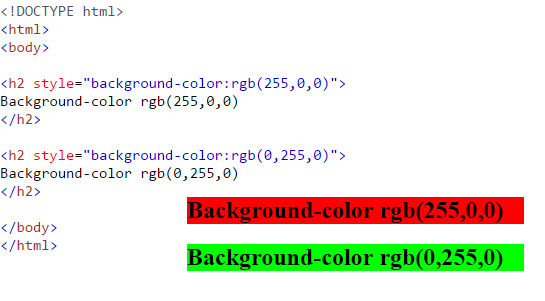 <!DOCTYPE html>
<html>
<body>
<h2 style="background-color:rgb(255,0,0)">
Background-color rgb(255,0,0)
</h2>
<h2 style="background-color:rgb(0,255,0)">
Background-color rgb(0,255,0)
</h2>
</body>
</html>
Background-color rgb(255,0,0)
Background-color rgb(0,255,0)